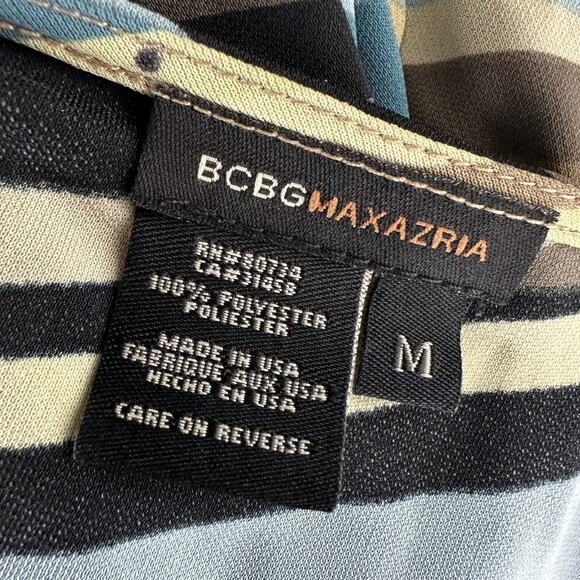 BCBGMAXAZRIA
RN#80734
CA#31458
100% POLYESTER
POLIESTER
MADE IN USA
FABRIQUE AUX USA
HECHO EN USA
CARE ON REVERSE
M